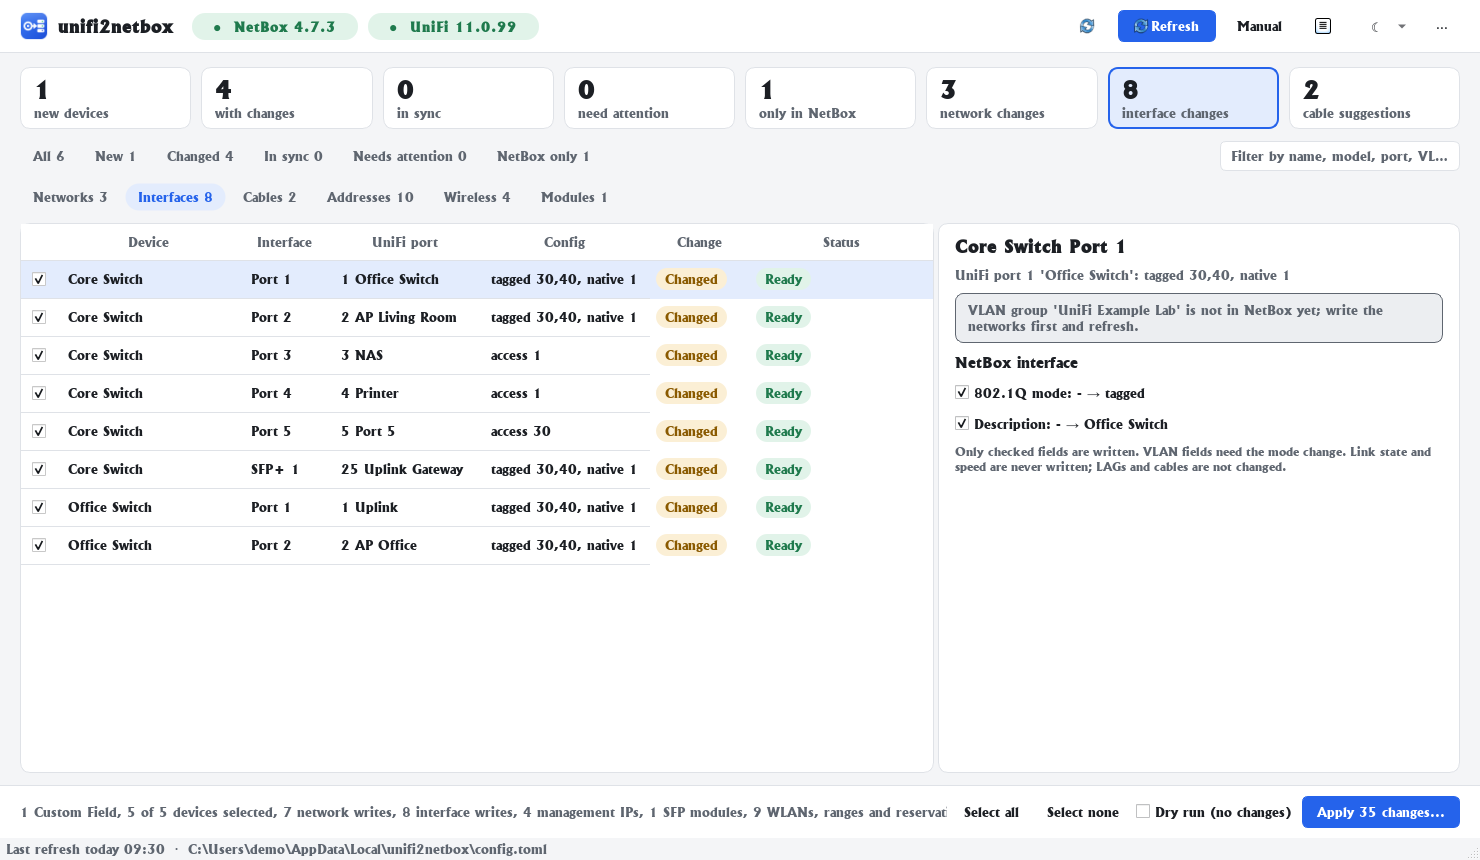 unifi2netbox
● NetBox 4.7.3
● UniFi 11.0.99
Refresh
Manual
...
1
new devices
4
with changes
0
in sync
0
need attention
1
only in NetBox
3
network changes
8
interface changes
2
cable suggestions
All 6
New 1
Changed 4
In sync 0
Needs attention 0
NetBox only 1
Filter by name, model, port, VL...
Networks 3
Interfaces 8
Cables 2
Addresses 10
Wireless 4
Modules 1
Device Interface UniFi port Config Change Status
Core Switch Port 1 1 Office Switch tagged 30,40, native 1 Changed Ready
Core Switch Port 2 2 AP Living Room tagged 30,40, native 1 Changed Ready
Core Switch Port 3 3 NAS access 1 Changed Ready
Core Switch Port 4 4 Printer access 1 Changed Ready
Core Switch Port 5 5 Port 5 access 30 Changed Ready
Core Switch SFP+ 1 25 Uplink Gateway tagged 30,40, native 1 Changed Ready
Office Switch Port 1 1 Uplink tagged 30,40, native 1 Changed Ready
Office Switch Port 2 2 AP Office tagged 30,40, native 1 Changed Ready
Core Switch Port 1
UniFi port 1 'Office Switch': tagged 30,40, native 1
VLAN group 'UniFi Example Lab' is not in NetBox yet; write the
networks first and refresh.
NetBox interface
802.1Q mode: - → tagged
Description: - → Office Switch
Only checked fields are written. VLAN fields need the mode change. Link state and
speed are never written; LAGs and cables are not changed.
1 Custom Field, 5 of 5 devices selected, 7 network writes, 8 interface writes, 4 management IPs, 1 SFP modules, 9 WLANs, ranges and reservati
Select all
Select none
Dry run (no changes)
Apply 35 changes...
Last refresh today 09:30 · C:\Users\demo\AppData\Local\unifi2netbox\config.toml